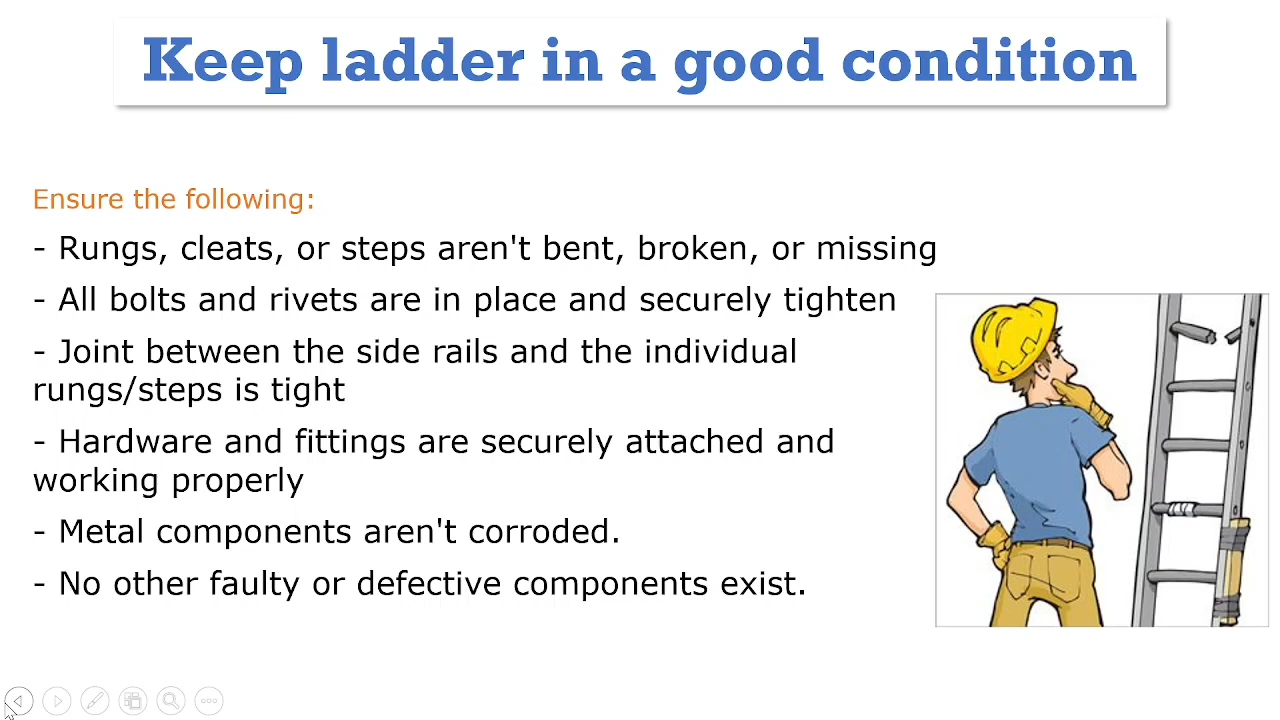 Keep ladder in a good condition
Ensure the following:
- Rungs, cleats, or steps aren't bent, broken, or missing
- All bolts and rivets are in place and securely tighten
- Joint between the side rails and the individual
rungs/steps is tight
- Hardware and fittings are securely attached and
working properly
- Metal components aren't corroded.
- No other faulty or defective components exist.